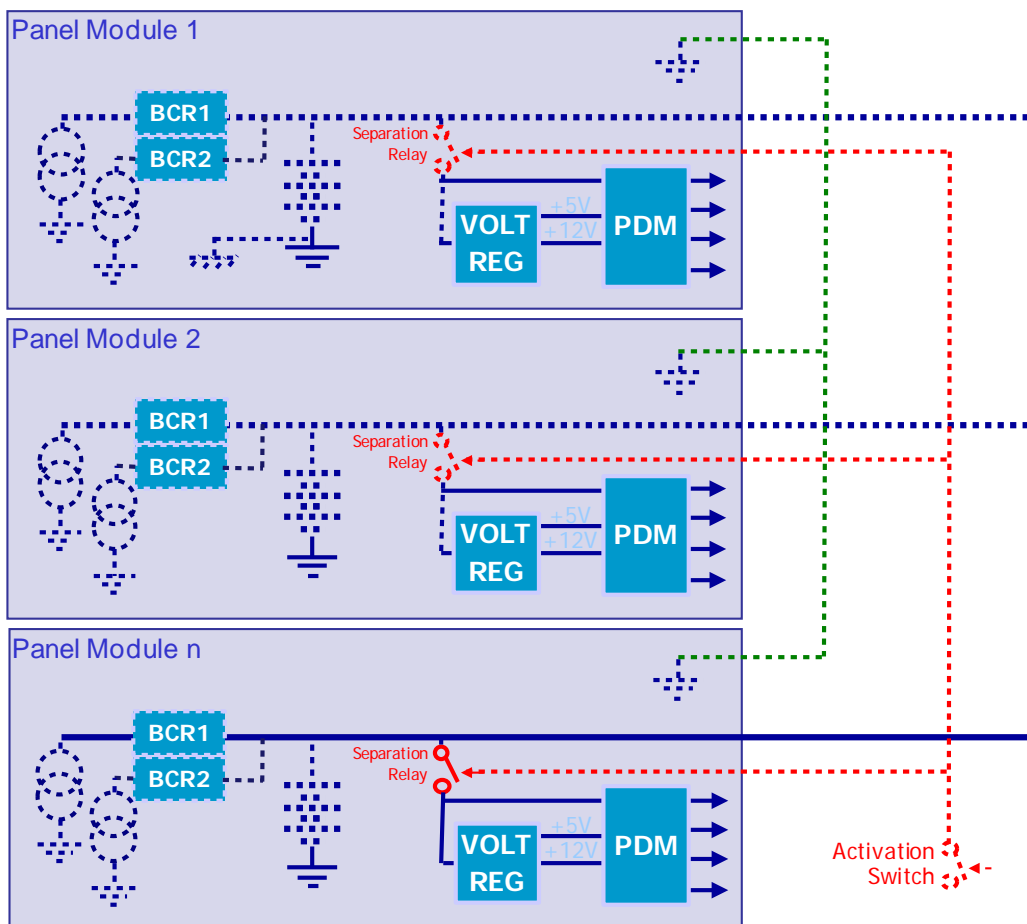 Panel Module 1
BCR1
BCR2
Separation
Relay
+5V
+12V
VOLT
REG
PDM
Panel Module 2
BCR1
BCR2
Separation
Relay
+5V
+12V
VOLT
REG
PDM
Panel Module n
BCR1
BCR2
Separation
Relay
+5V
+12V
VOLT
REG
PDM
Activation
Switch